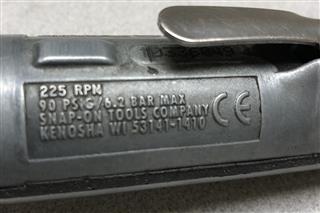 225 RPM
90 PSIG/6.2 BAR MAX
SNAP-ON TOOLS COMPANY
KENOSHA WI 53141-1410
CE